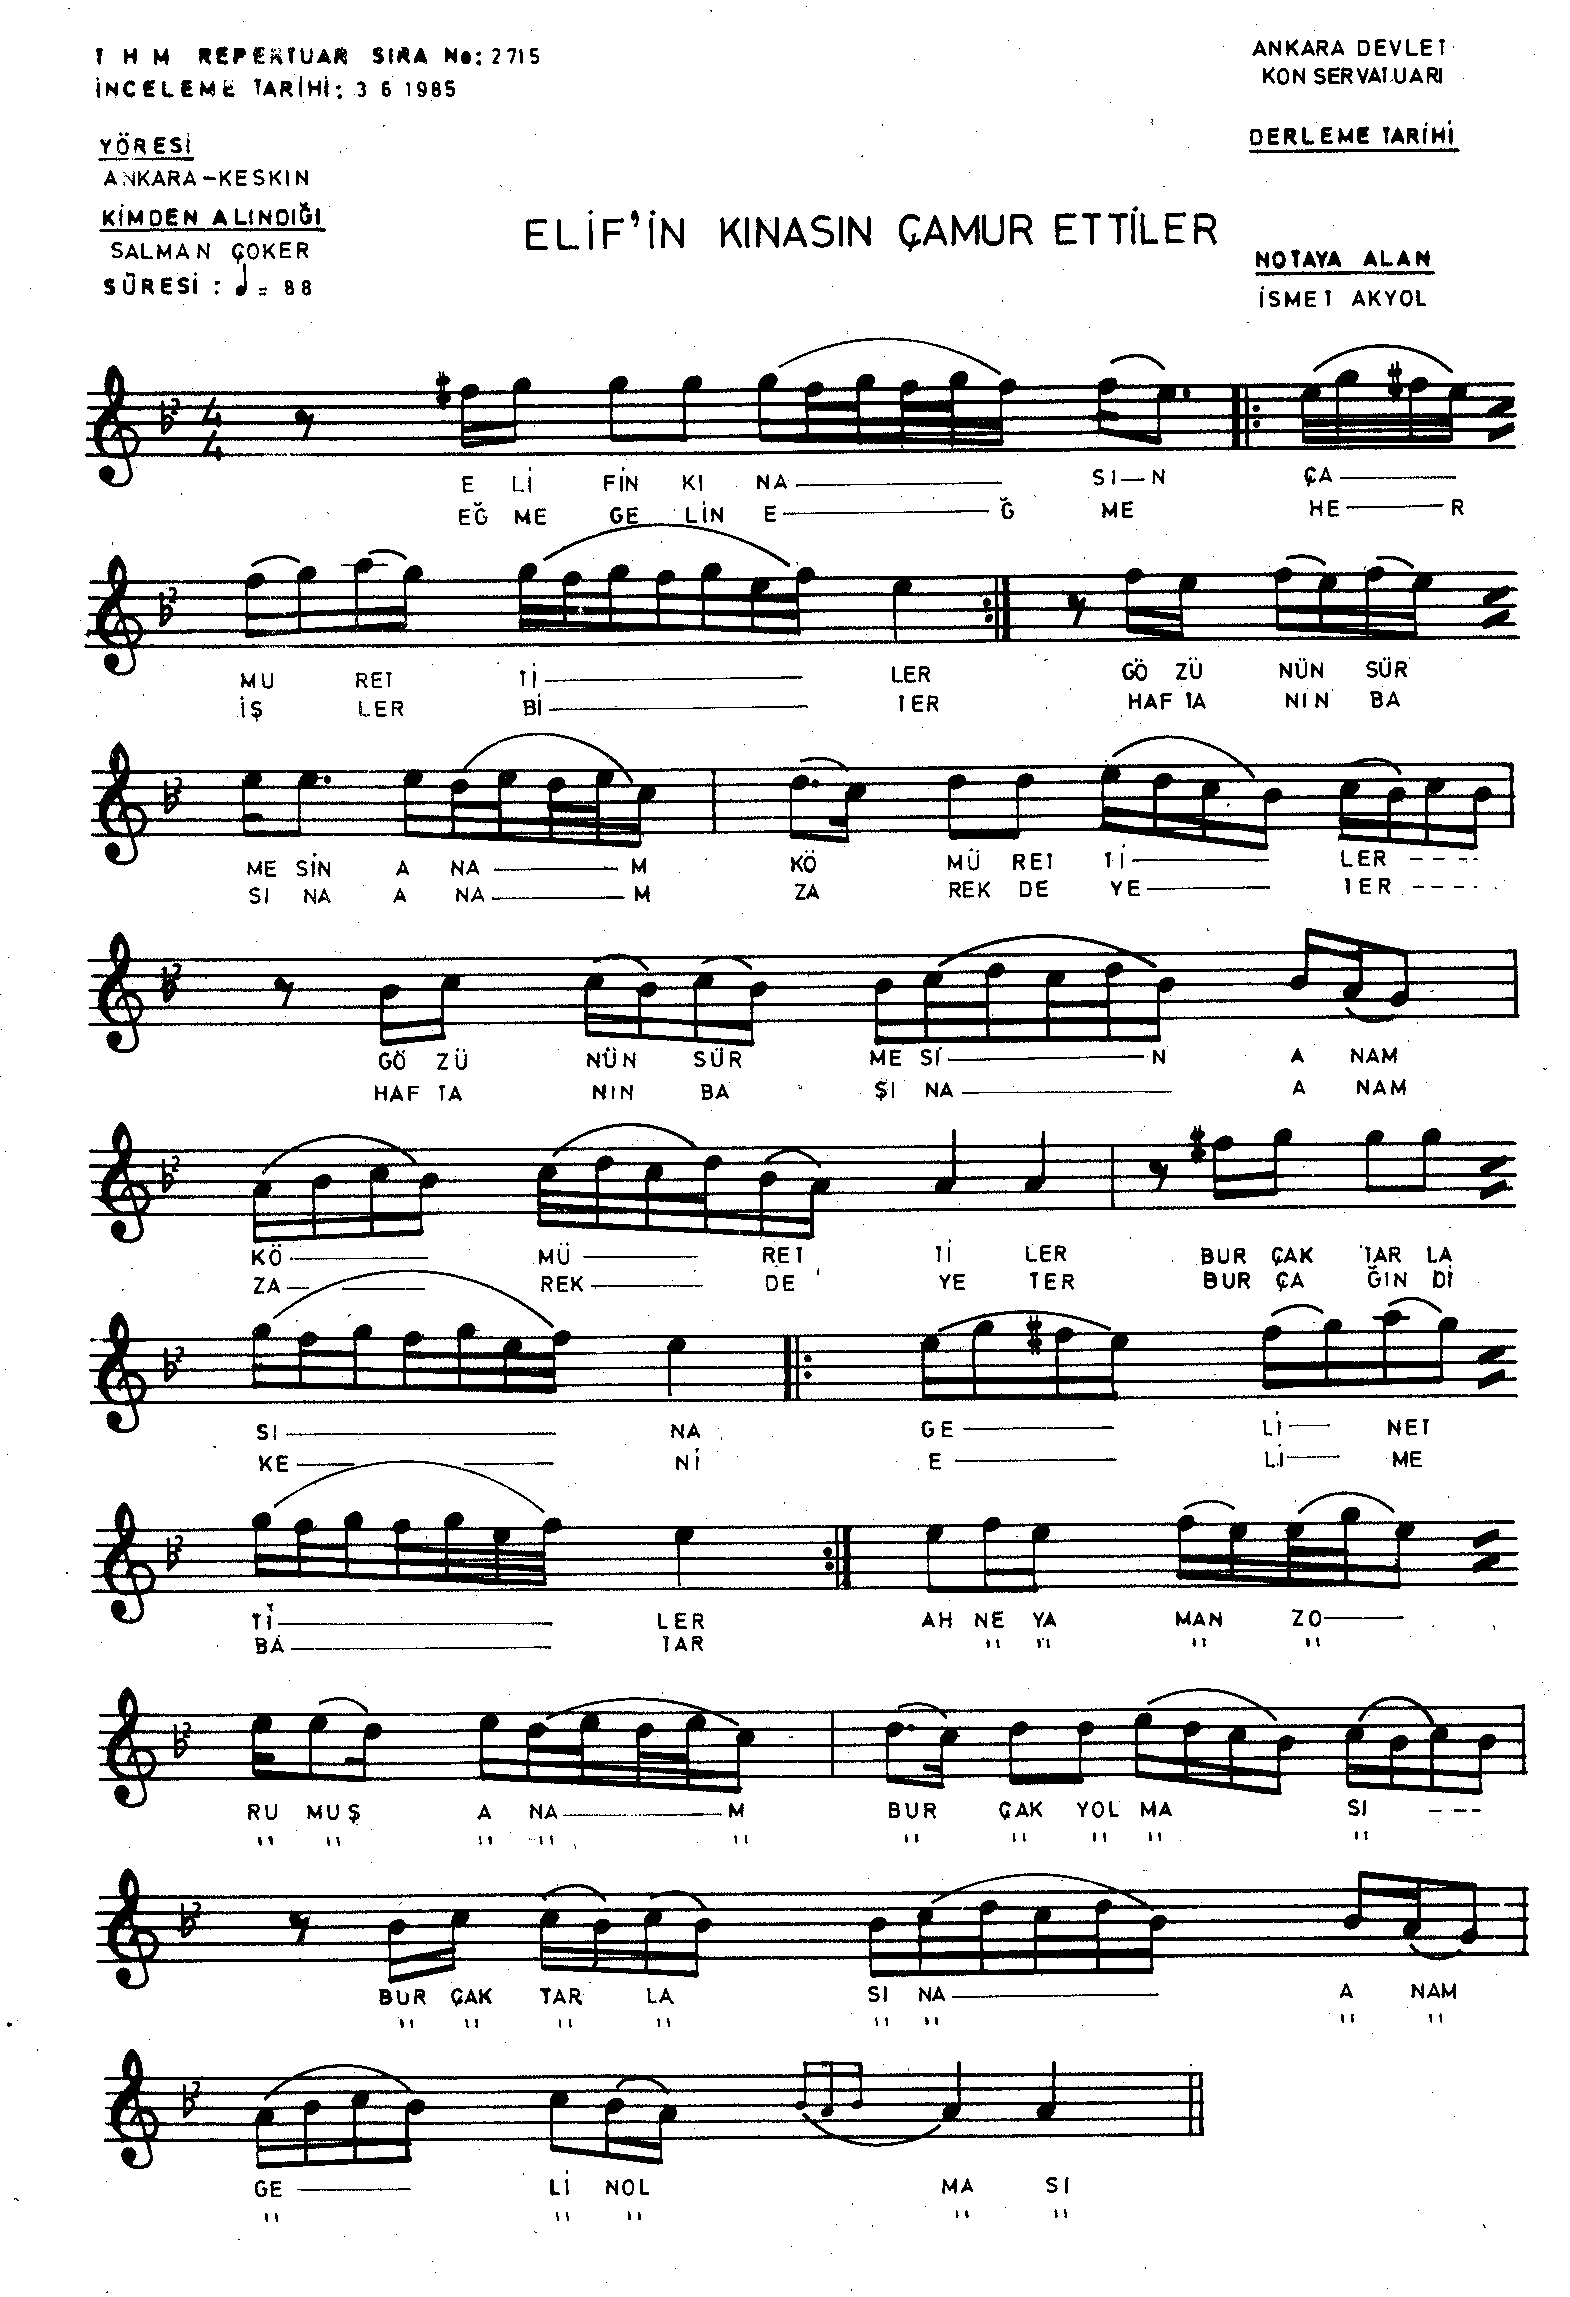 T H M REPERTUAR SIRA No: 2715
İNCELEME TARİHİ: 3 6 1985
ANKARA DEVLET
KON SERVATUARI
DERLEME TARİHİ
YÖRESİ
ANKARA-KESKIN
KİMDEN ALINDIĞI
SALMAN ÇOKER
SÜRESİ : ♩= 88
ELİF'İN KINASIN ÇAMUR ETTİLER
NOTAYA ALAN
İSMET AKYOL
4
4
E Lİ FİN KI NA——— SI—N ÇA———
EĞ ME GE LİN E———Ğ ME HE———R
MU RET Tİ——— LER GÖ ZÜ NÜN SÜR
İŞ LER Bİ——— TER HAF TA NIN BA
ME SİN A NA———M KÖ MÜ RET Tİ——— LER ----
SI NA A NA———M ZA REK DE YE——— TER ----
GÖ ZÜ NÜN SÜR ME Sİ———N A NAM
HAF TA NIN BA ŞI NA——— A NAM
KÖ——— MÜ——— RET Tİ LER BUR ÇAK TAR LA
ZA——— REK——— DE YE TER BUR ÇA ĞIN Dİ
SI——— NA GE——— Lİ— NET
KE——— Nİ E——— Lİ— ME
Tİ——— LER AH NE YA MAN ZO———
BA——— TAR " " " "
RU MUŞ A NA———M BUR ÇAK YOL MA SI ---
" " " " " " " " " "
BUR ÇAK TAR LA SI NA——— A NAM
" " " " " " " "
GE——— Lİ NOL MA SI
" " " " "